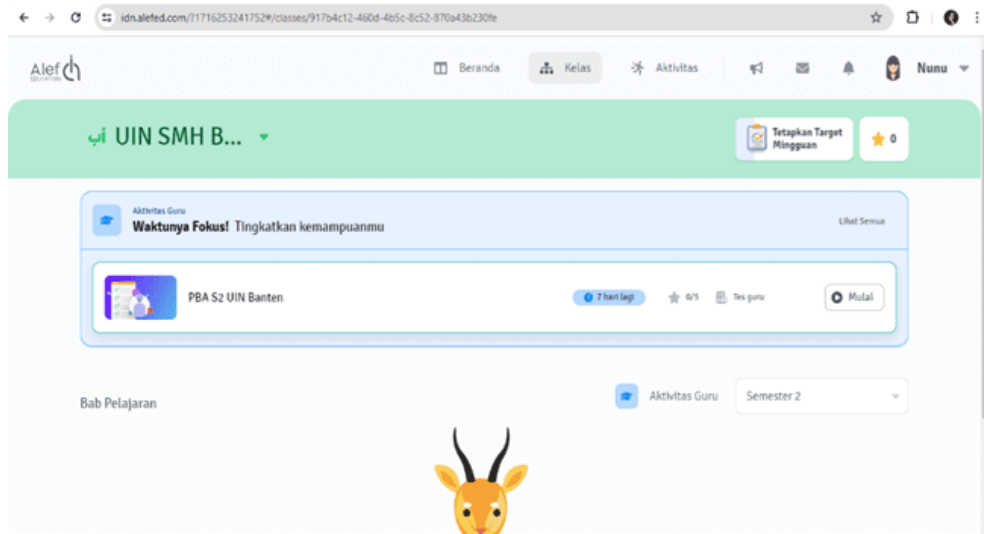 idn.alefed.com/?1716253241752#/classes/917b4c12-460d-4b5c-8c52-870a43b230fe
Alef
EDUCATION
Beranda
Kelas
Aktivitas
Nunu
أب UIN SMH B...
Tetapkan Target
Mingguan
0
Aktivitas Guru
Waktunya Fokus! Tingkatkan kemampuanmu
Lihat Semua
PBA S2 UIN Banten
7 hari lagi
0/5
Tes guru
Mulai
Bab Pelajaran
Aktivitas Guru
Semester 2